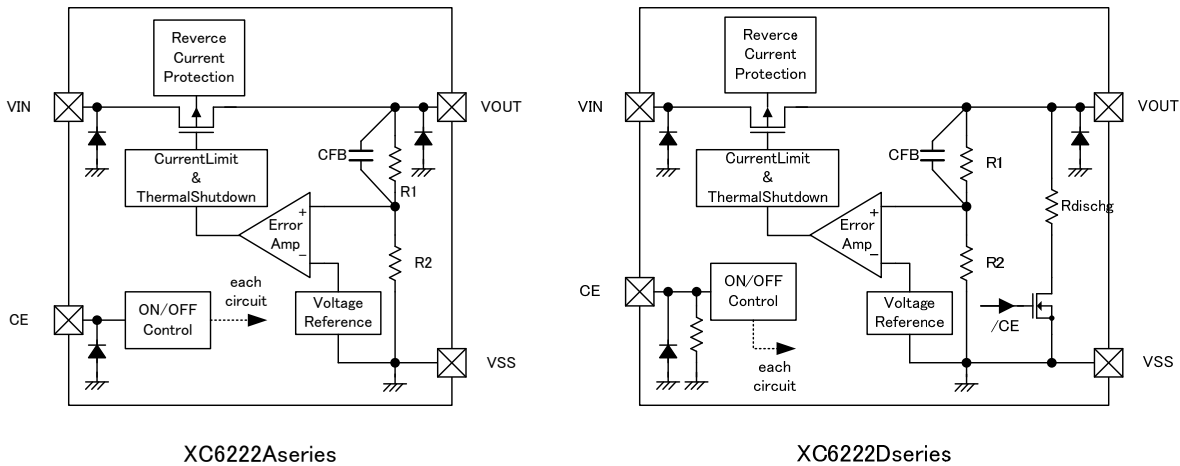 Reverce
Current
Protection
VIN
VOUT
CFB
R1
CurrentLimit
&
ThermalShutdown
+
Error
Amp
−
R2
each
circuit
CE
ON/OFF
Control
Voltage
Reference
VSS
XC6222Aseries
Reverce
Current
Protection
VIN
VOUT
CFB
R1
CurrentLimit
&
ThermalShutdown
Rdischg
+
Error
Amp
−
R2
CE
ON/OFF
Control
Voltage
Reference
/CE
each
circuit
VSS
XC6222Dseries